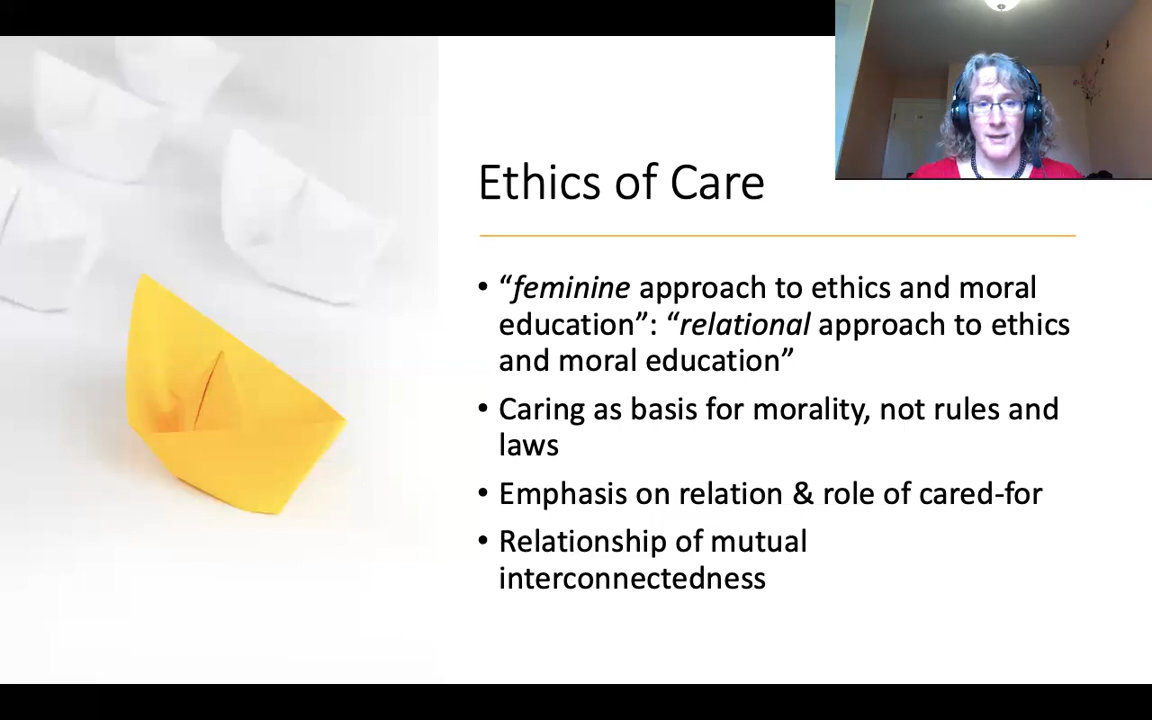 Ethics of Care
• “feminine approach to ethics and moral
education”: “relational approach to ethics
and moral education”
• Caring as basis for morality, not rules and
laws
• Emphasis on relation & role of cared-for
• Relationship of mutual
interconnectedness